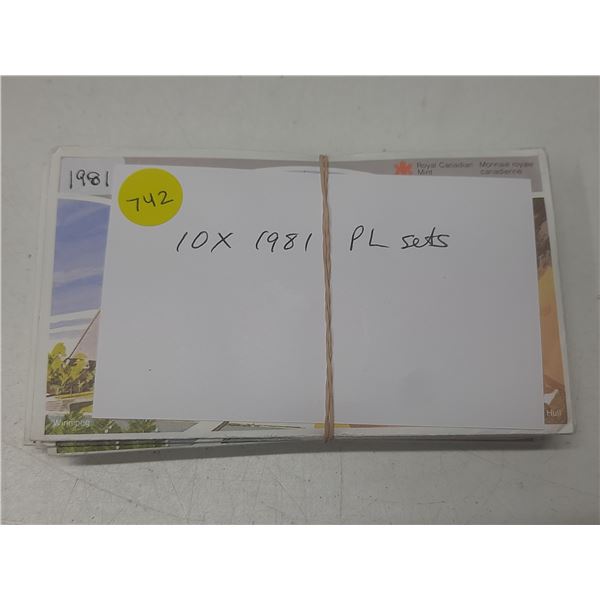 1981
742
Royal Canadian Mint
Monnaie royale canadienne
10X 1981 PL sets
Winnipeg
Hull